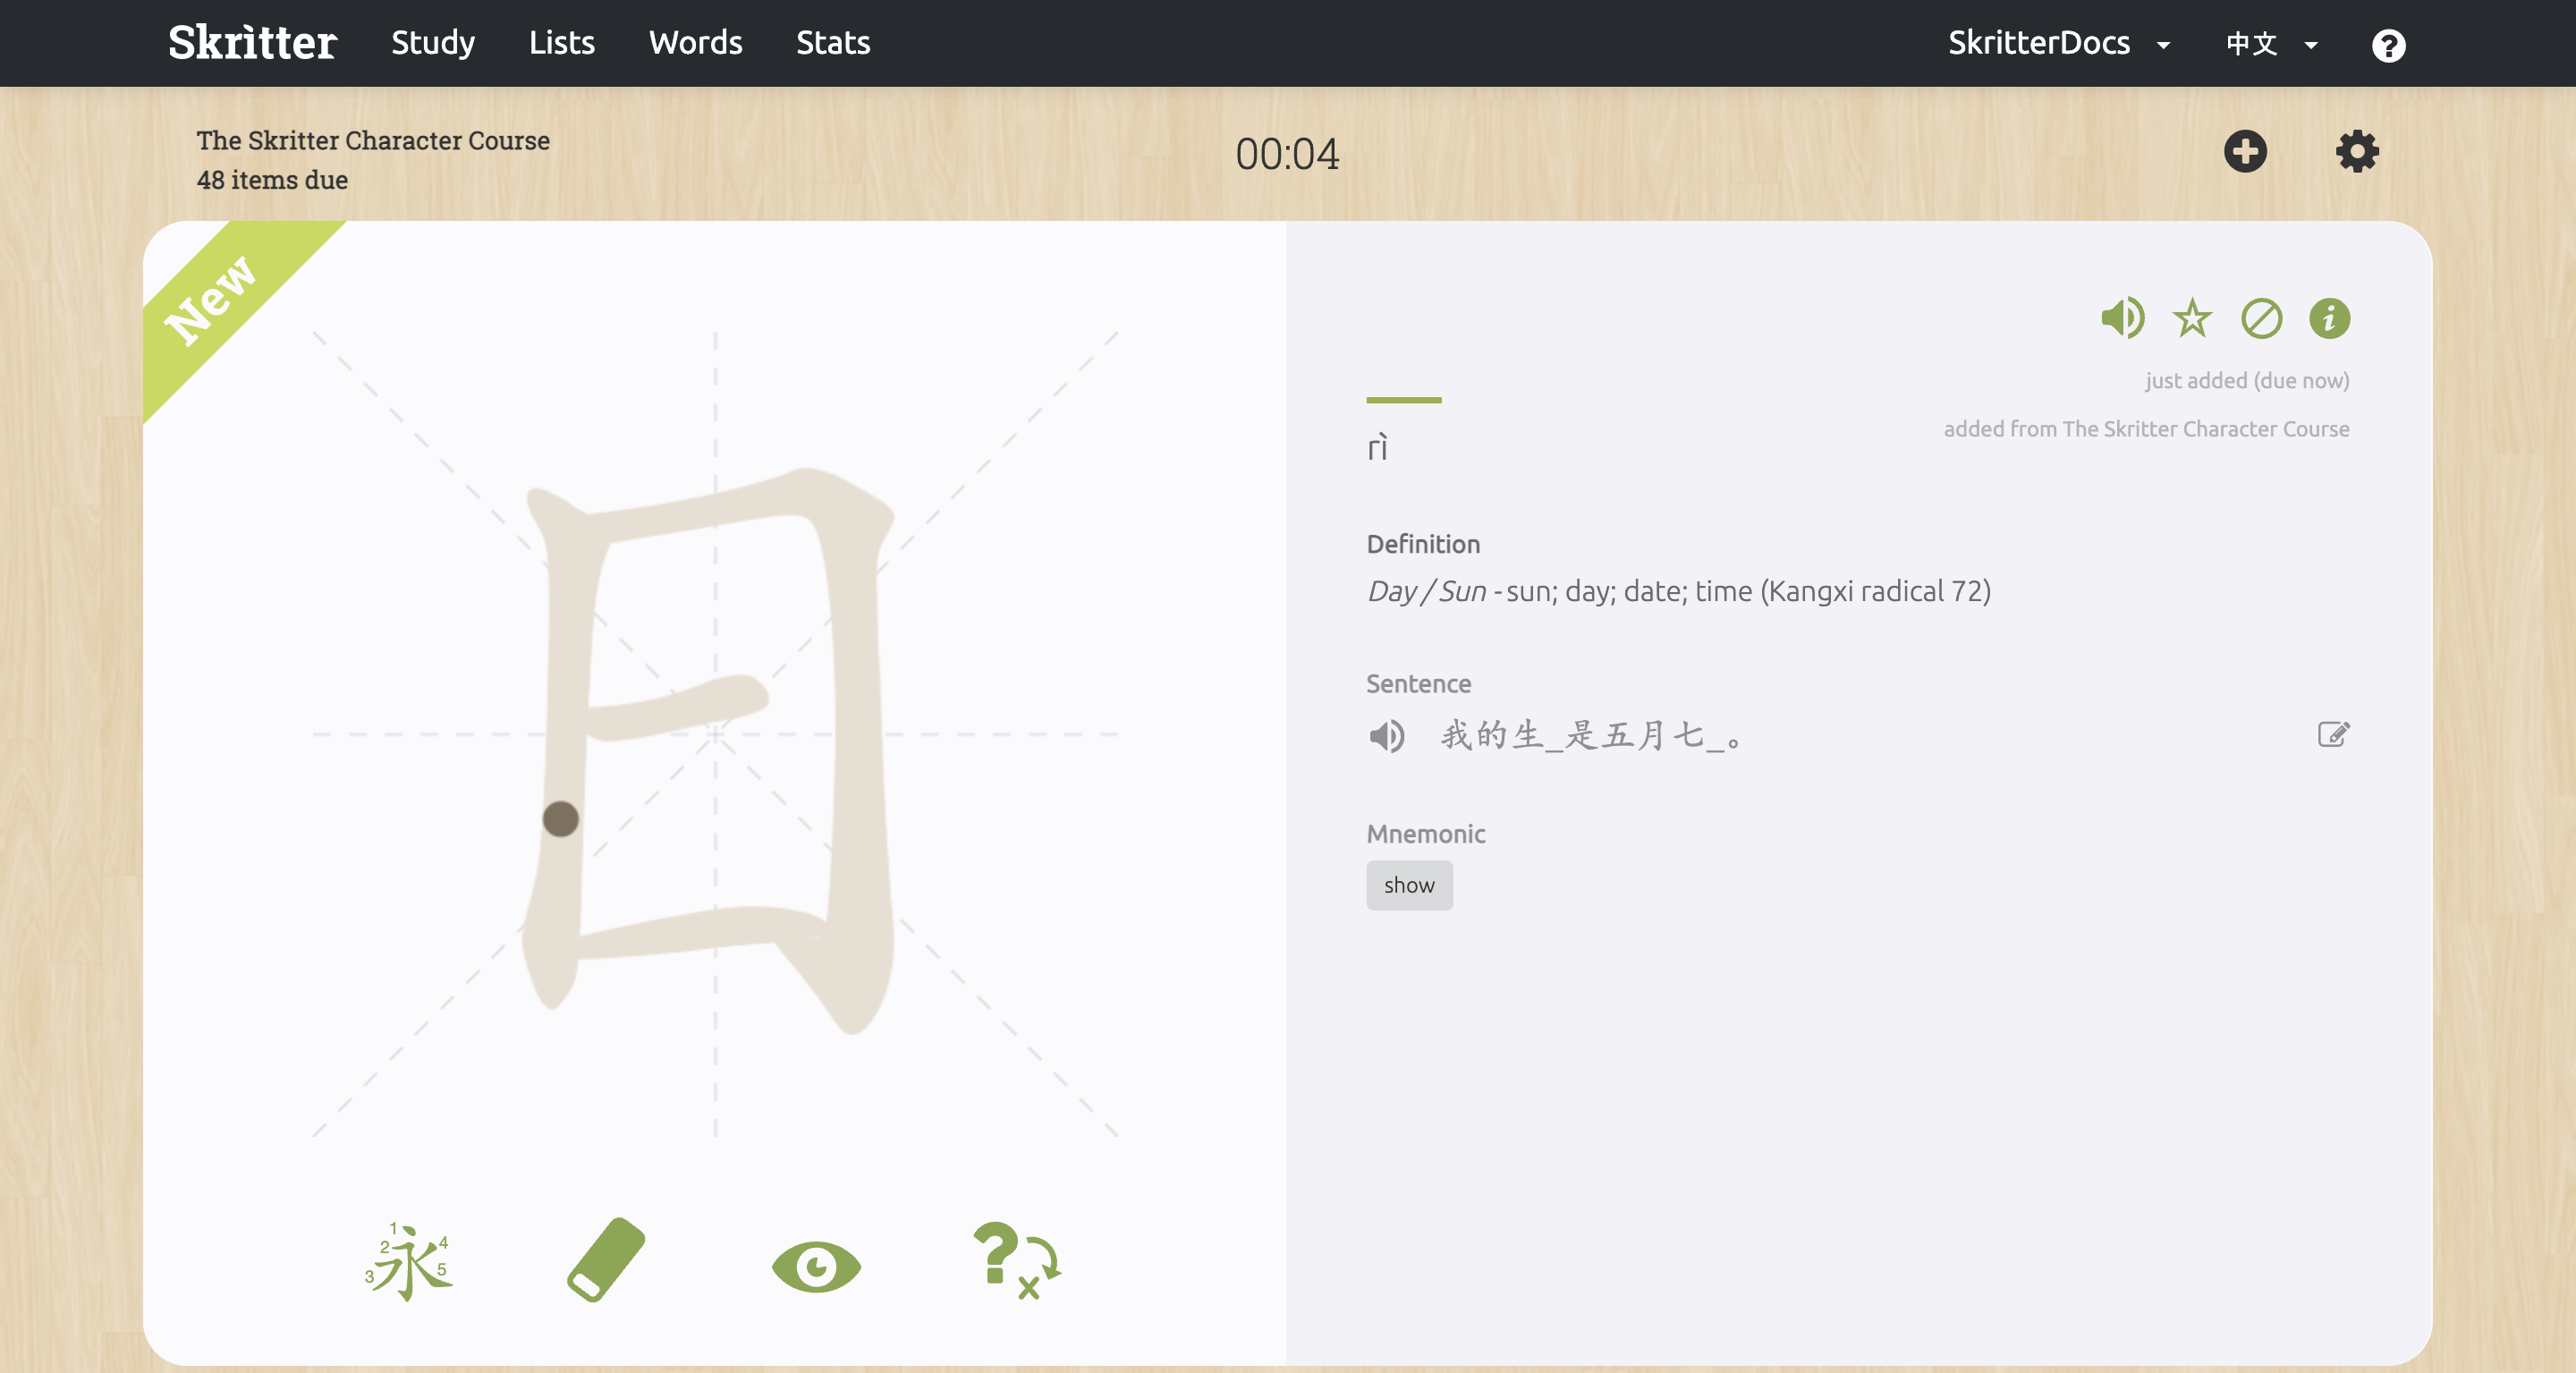 Skritter Study Lists Words Stats SkritterDocs 中文
The Skritter Character Course
48 items due
00:04
New
日
just added (due now)
added from The Skritter Character Course
rì
Definition
Day / Sun - sun; day; date; time (Kangxi radical 72)
Sentence
我的生_是五月七_。
Mnemonic
show
1 2 3 4 5 永